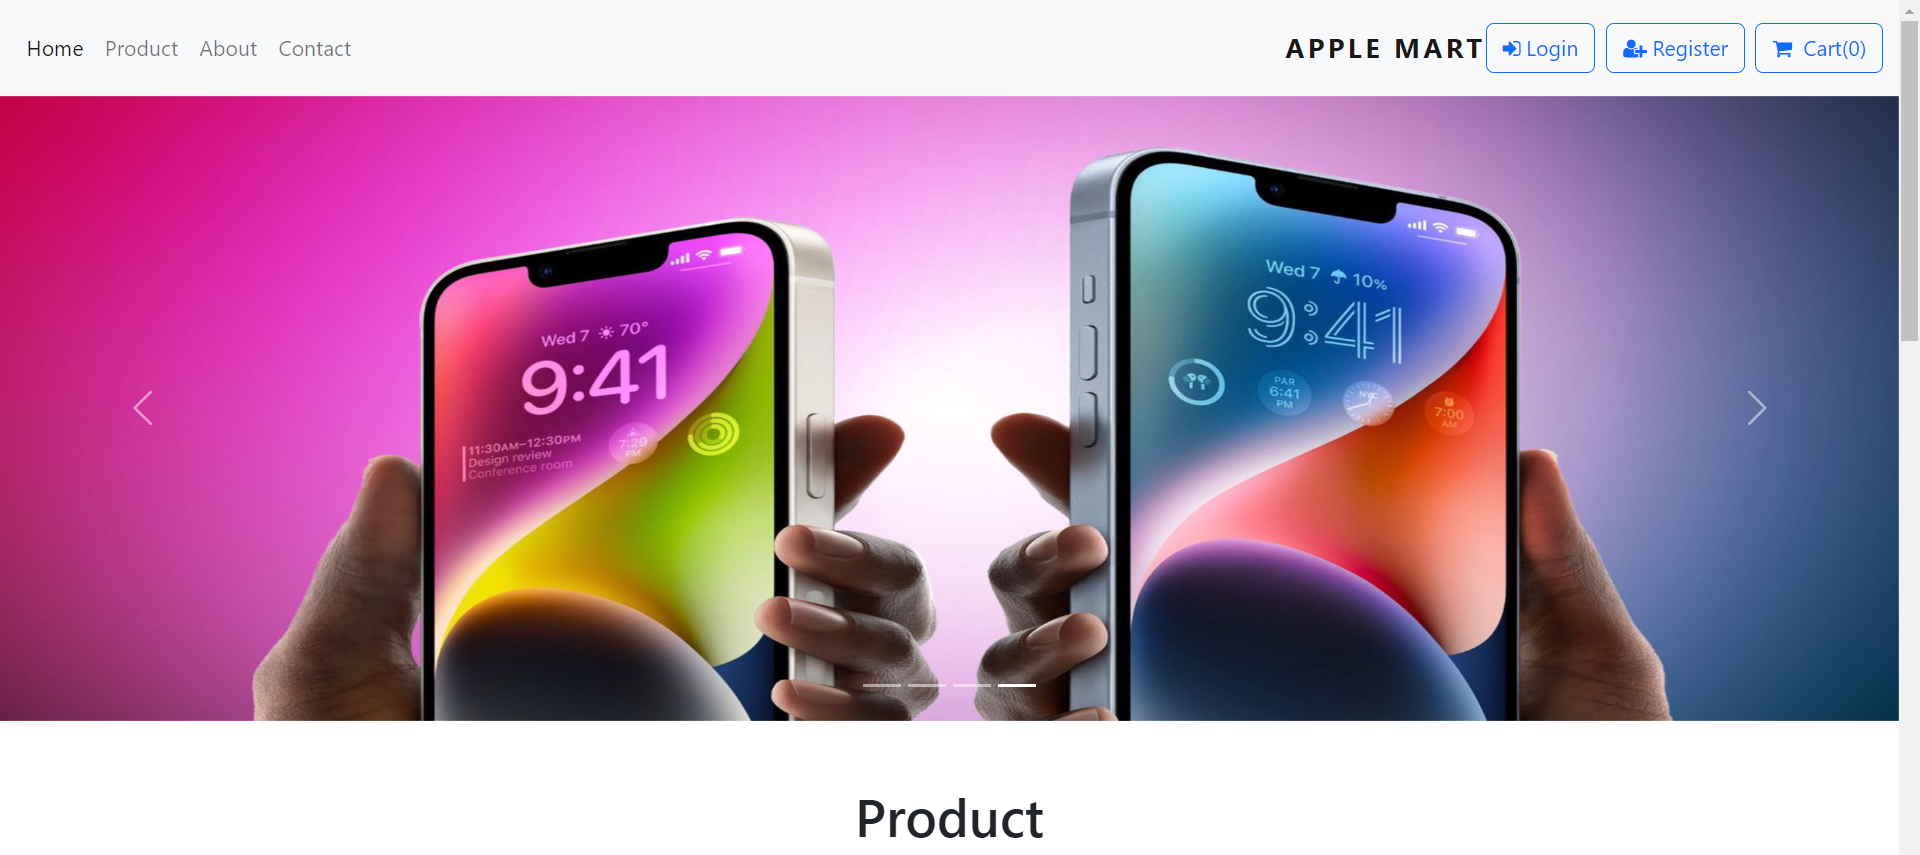 Home Product About Contact APPLE MART Login Register Cart(0)
Wed 7 70°
9:41
11:30AM–12:30PM
Design review
Conference room
7:29
PM
Wed 7 10%
9:41
PAR
6:41
PM
NYC
7:00
AM
Product